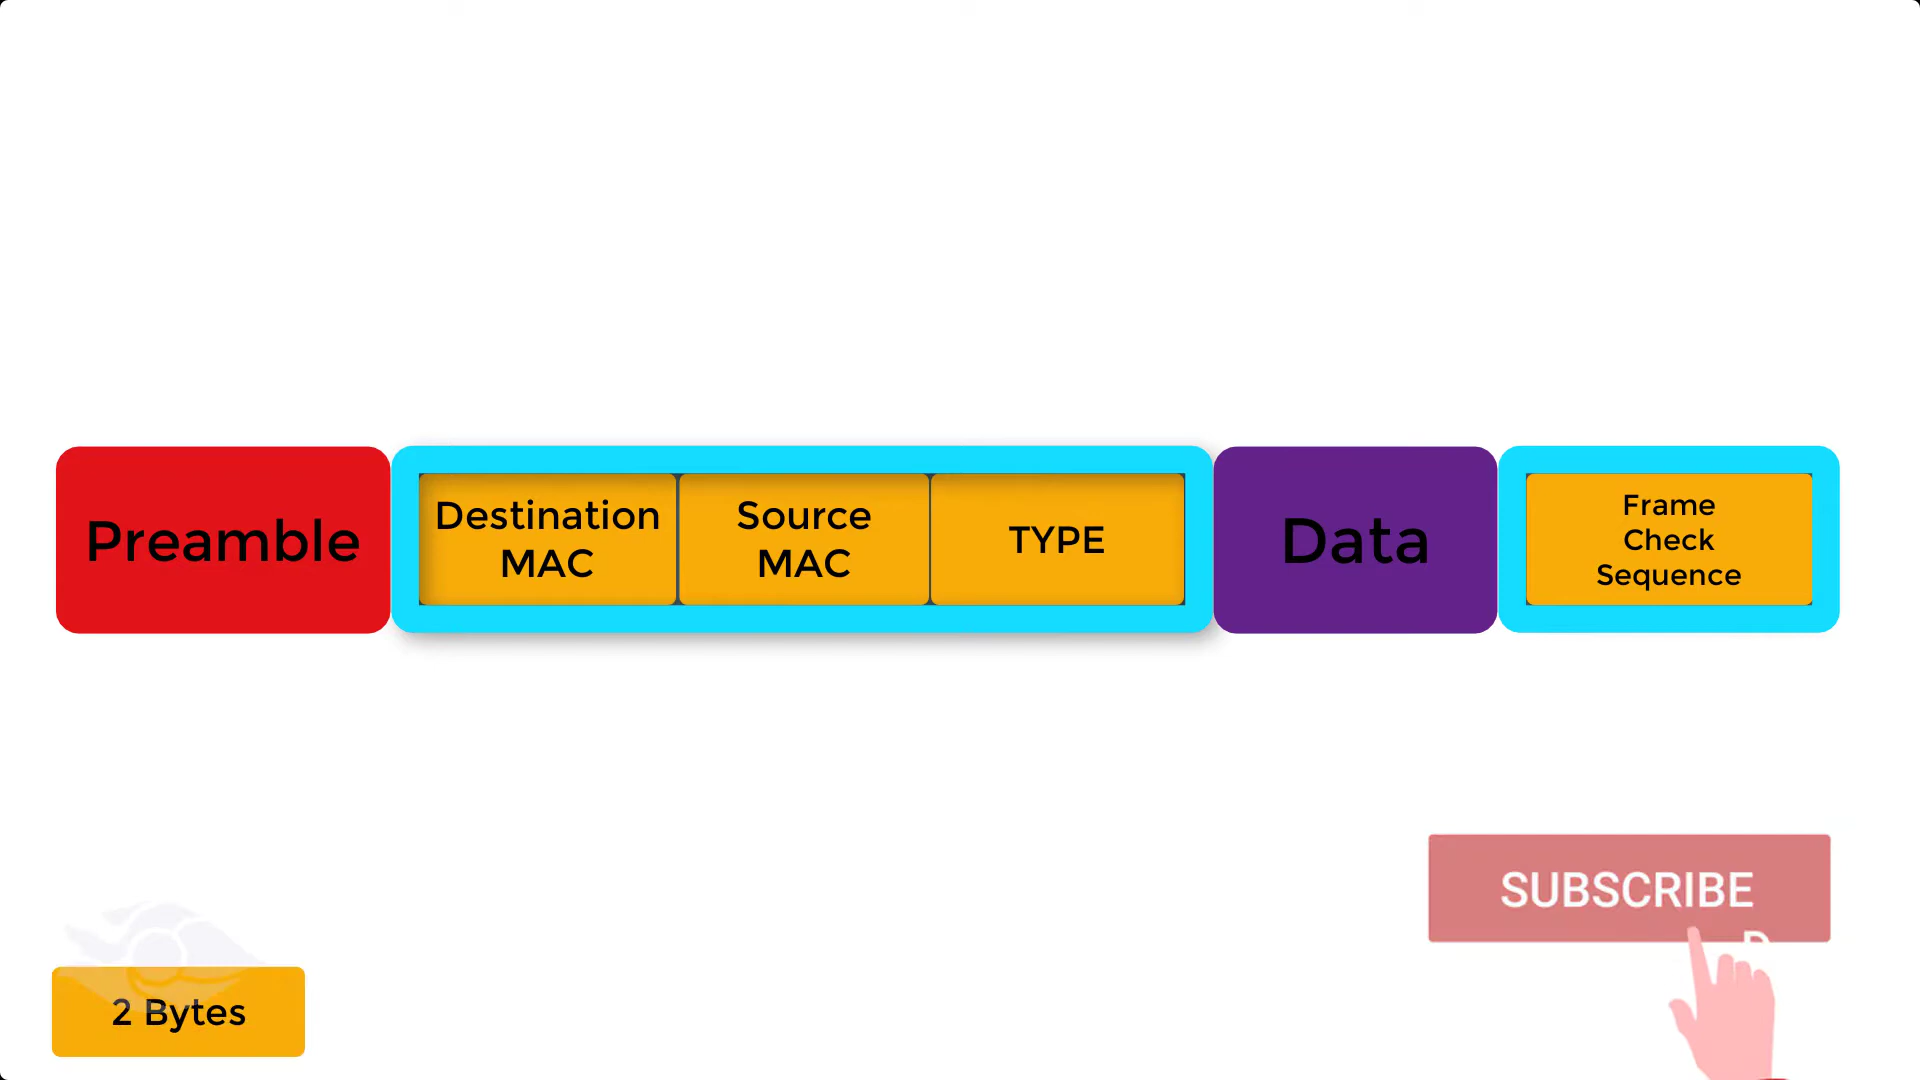 Preamble
Destination
MAC
Source
MAC
TYPE
Data
Frame
Check
Sequence
SUBSCRIBE
2 Bytes